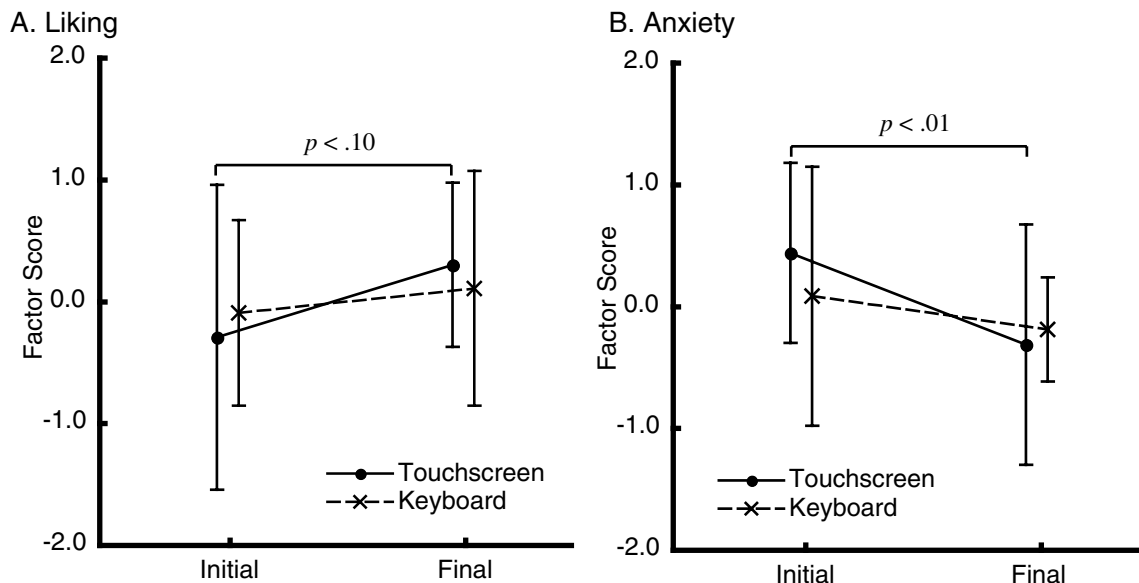 A. Liking
2.0
1.0
0.0
-1.0
-2.0
Factor Score
p < .10
Touchscreen
Keyboard
Initial Final
B. Anxiety
2.0
1.0
0.0
-1.0
-2.0
Factor Score
p < .01
Touchscreen
Keyboard
Initial Final